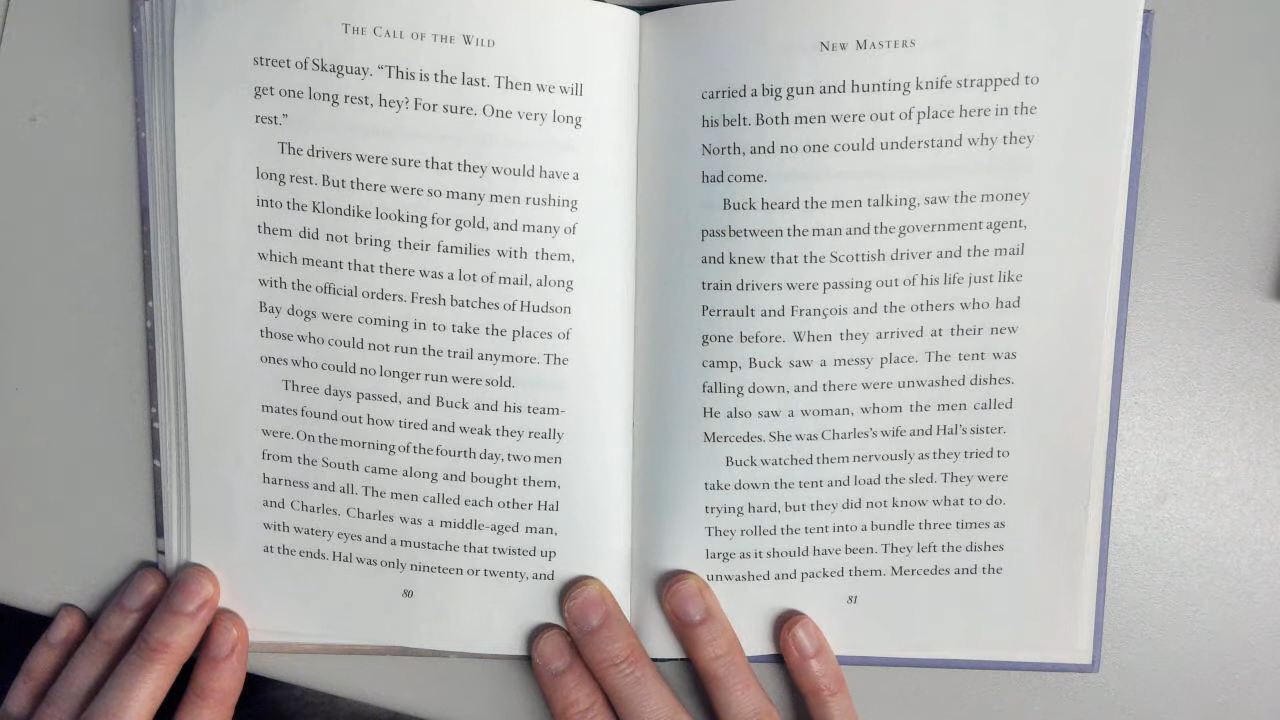 THE CALL OF THE WILD
street of Skaguay. “This is the last. Then we will
get one long rest, hey? For sure. One very long
rest.”
The drivers were sure that they would have a
long rest. But there were so many men rushing
into the Klondike looking for gold, and many of
them did not bring their families with them,
which meant that there was a lot of mail, along
with the official orders. Fresh batches of Hudson
Bay dogs were coming in to take the places of
those who could not run the trail anymore. The
ones who could no longer run were sold.
Three days passed, and Buck and his team-
mates found out how tired and weak they really
were. On the morning of the fourth day, two men
from the South came along and bought them,
harness and all. The men called each other Hal
and Charles. Charles was a middle-aged man,
with watery eyes and a mustache that twisted up
at the ends. Hal was only nineteen or twenty, and
80
NEW MASTERS
carried a big gun and hunting knife strapped to
his belt. Both men were out of place here in the
North, and no one could understand why they
had come.
Buck heard the men talking, saw the money
pass between the man and the government agent,
and knew that the Scottish driver and the mail
train drivers were passing out of his life just like
Perrault and François and the others who had
gone before. When they arrived at their new
camp, Buck saw a messy place. The tent was
falling down, and there were unwashed dishes.
He also saw a woman, whom the men called
Mercedes. She was Charles’s wife and Hal’s sister.
Buck watched them nervously as they tried to
take down the tent and load the sled. They were
trying hard, but they did not know what to do.
They rolled the tent into a bundle three times as
large as it should have been. They left the dishes
unwashed and packed them. Mercedes and the
81